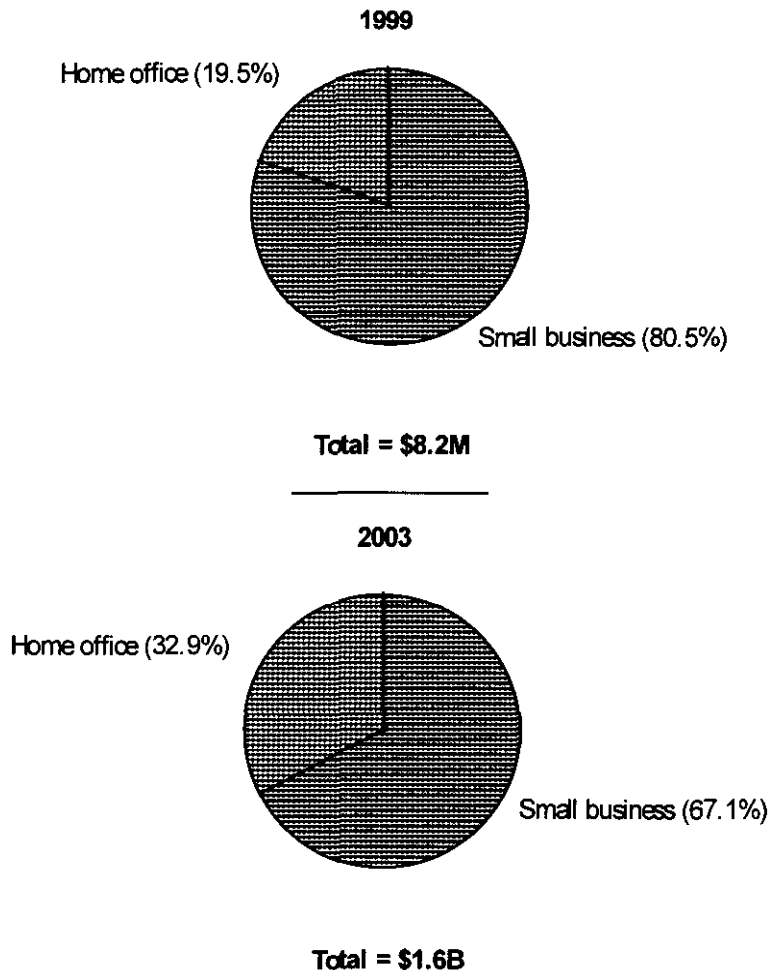 1999
Home office (19.5%)
Small business (80.5%)
Total = $8.2M
2003
Home office (32.9%)
Small business (67.1%)
Total = $1.6B